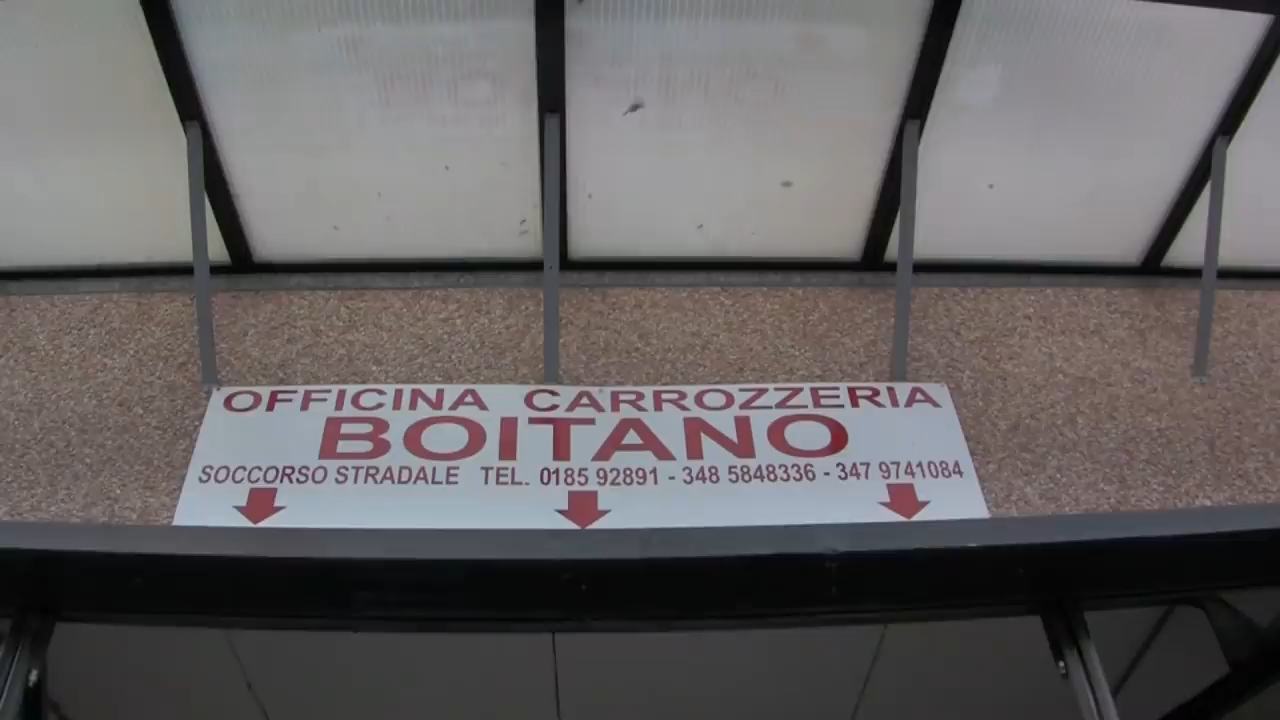 OFFICINA CARROZZERIA
BOITANO
SOCCORSO STRADALE TEL. 0185 92891 - 348 5848336 - 347 9741084